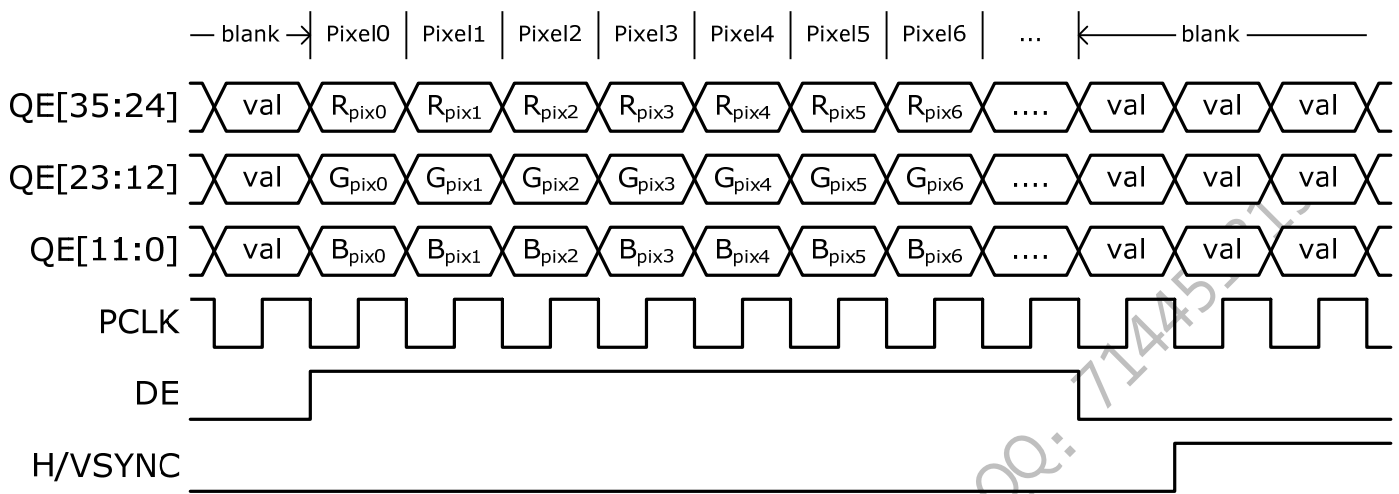 blank Pixel0 Pixel1 Pixel2 Pixel3 Pixel4 Pixel5 Pixel6 ... blank
QE[35:24] val Rpix0 Rpix1 Rpix2 Rpix3 Rpix4 Rpix5 Rpix6 .... val val val
QE[23:12] val Gpix0 Gpix1 Gpix2 Gpix3 Gpix4 Gpix5 Gpix6 .... val val val
QE[11:0] val Bpix0 Bpix1 Bpix2 Bpix3 Bpix4 Bpix5 Bpix6 .... val val val
PCLK
DE
H/VSYNC
QQ: